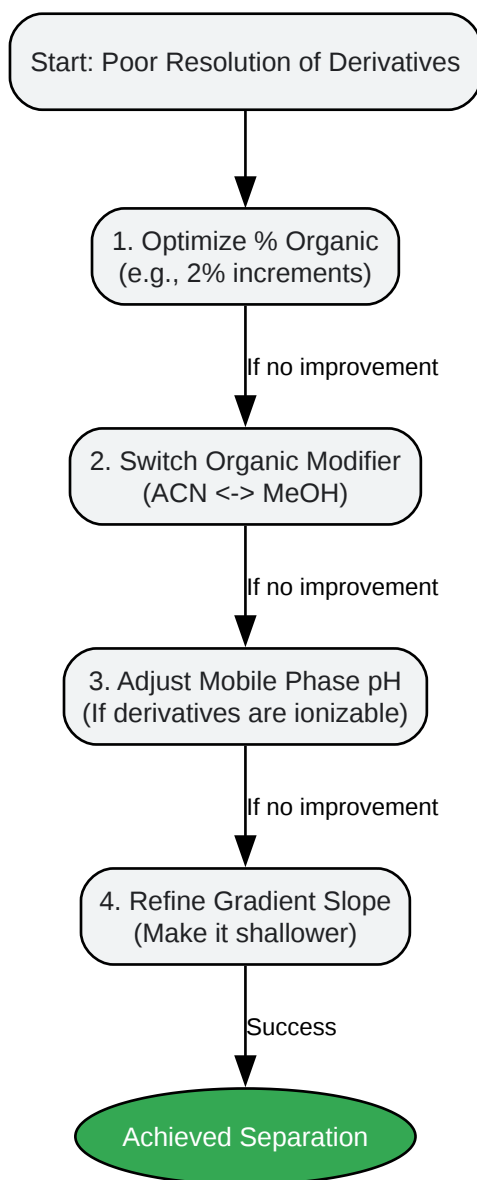 Start: Poor Resolution of Derivatives
1. Optimize % Organic
(e.g., 2% increments)
If no improvement
2. Switch Organic Modifier
(ACN <-> MeOH)
If no improvement
3. Adjust Mobile Phase pH
(If derivatives are ionizable)
If no improvement
4. Refine Gradient Slope
(Make it shallower)
Success
Achieved Separation